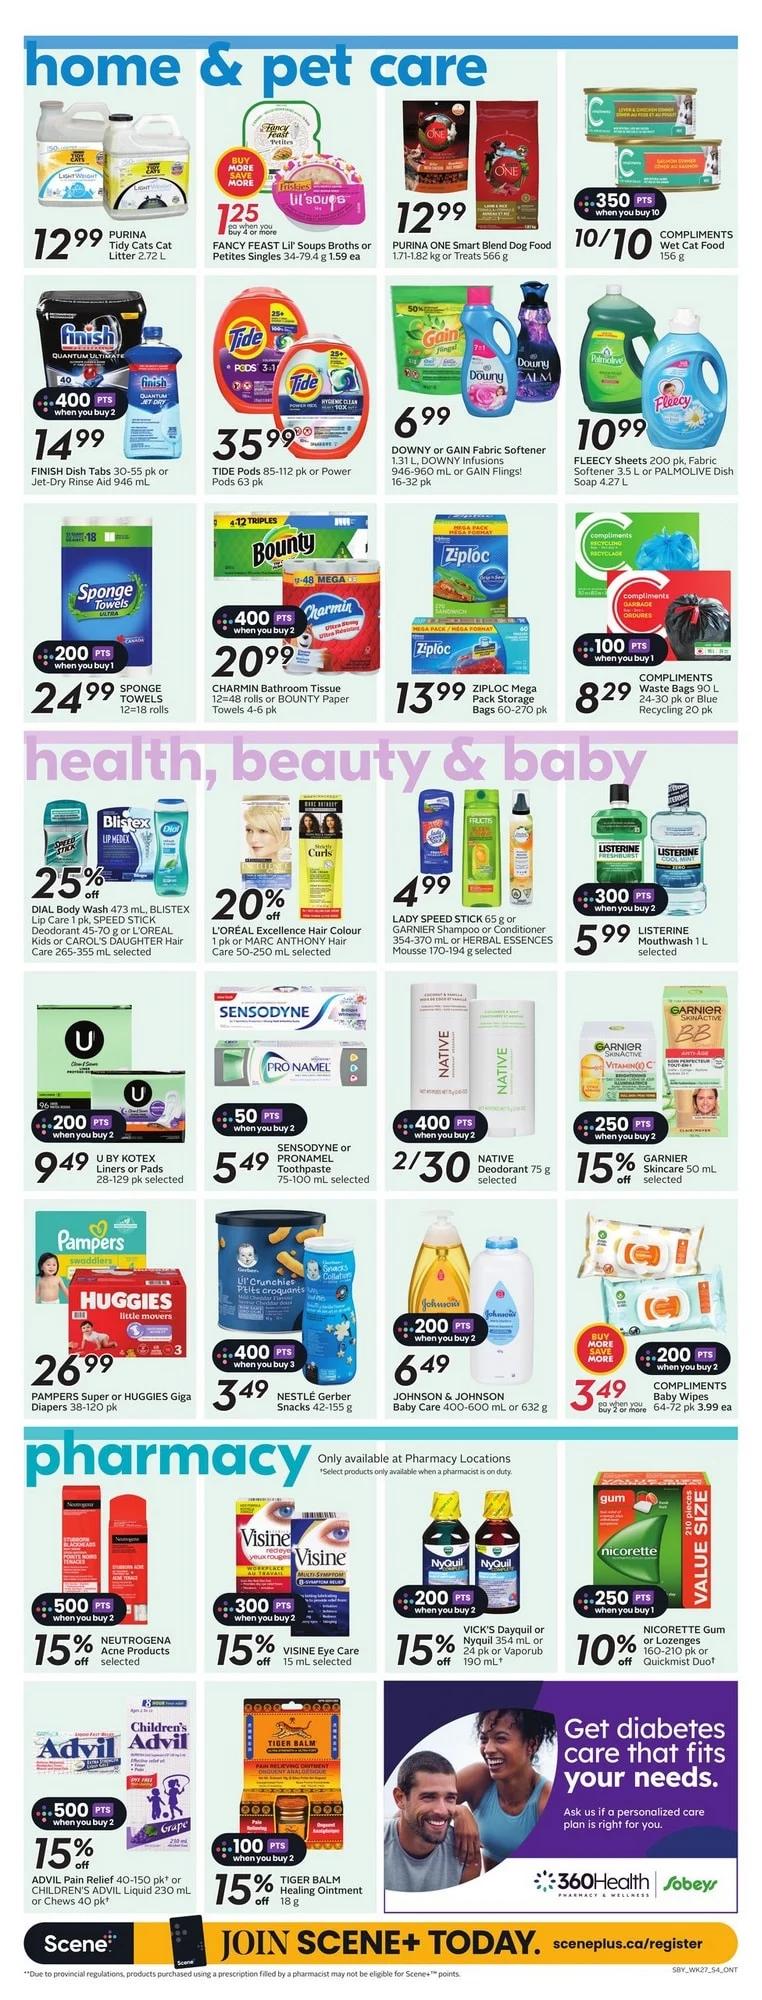 home & pet care
12.99
PURINA
Tidy Cats Cat
Litter 2.72 L
BUY
MORE
SAVE
MORE
1.25
ea when you
buy 4 or more
FANCY FEAST Lil' Soups Broths or
Petites Singles 34-79.4 g 1.59 ea
12.99
PURINA ONE Smart Blend Dog Food
1.71-1.82 kg or Treats 566 g
350 PTS
when you buy 10
10/10
COMPLIMENTS
Wet Cat Food
156 g
400 PTS
when you buy 2
14.99
FINISH Dish Tabs 30-55 pk or
Jet-Dry Rinse Aid 946 mL
35.99
TIDE Pods 85-112 pk or Power
Pods 63 pk
6.99
DOWNY or GAIN Fabric Softener
1.31 L, DOWNY Infusions
946-960 mL or GAIN Flings!
16-32 pk
10.99
FLEECY Sheets 200 pk, Fabric
Softener 3.5 L or PALMOLIVE Dish
Soap 4.27 L
200 PTS
when you buy 1
24.99
SPONGE
TOWELS
12=18 rolls
400 PTS
when you buy 2
20.99
CHARMIN Bathroom Tissue
12=48 rolls or BOUNTY Paper
Towels 4-6 pk
13.99
ZIPLOC Mega
Pack Storage
Bags 60-270 pk
100 PTS
when you buy 1
8.29
COMPLIMENTS
Waste Bags 90 L
24-30 pk or Blue
Recycling 20 pk
health, beauty & baby
25% off
DIAL Body Wash 473 mL, BLISTEX
Lip Care 1 pk, SPEED STICK
Deodorant 45-70 g or L'OREAL
Kids or CAROL'S DAUGHTER Hair
Care 265-355 mL selected
20% off
L'ORÉAL Excellence Hair Colour
1 pk or MARC ANTHONY Hair
Care 50-250 mL selected
4.99
LADY SPEED STICK 65 g or
GARNIER Shampoo or Conditioner
354-370 mL or HERBAL ESSENCES
Mousse 170-194 g selected
300 PTS
when you buy 2
5.99
LISTERINE
Mouthwash 1 L
selected
200 PTS
when you buy 2
9.49
U BY KOTEX
Liners or Pads
28-129 pk selected
50 PTS
when you buy 2
5.49
SENSODYNE or
PRONAMEL
Toothpaste
75-100 mL selected
400 PTS
when you buy 2
2/30
NATIVE
Deodorant 75 g
selected
250 PTS
when you buy 2
15% off
GARNIER
Skincare 50 mL
selected
26.99
PAMPERS Super or HUGGIES Giga
Diapers 38-120 pk
400 PTS
when you buy 3
3.49
NESTLÉ Gerber
Snacks 42-155 g
200 PTS
when you buy 2
6.49
JOHNSON & JOHNSON
Baby Care 400-600 mL or 632 g
BUY
MORE
SAVE
MORE
200 PTS
when you buy 2
3.49
ea when you
buy 2 or more
COMPLIMENTS
Baby Wipes
64-72 pk 3.99 ea
pharmacy
Only available at Pharmacy Locations
†Select products only available when a pharmacist is on duty.
500 PTS
when you buy 2
15% off
NEUTROGENA
Acne Products
selected
300 PTS
when you buy 2
15% off
VISINE Eye Care
15 mL selected
200 PTS
when you buy 2
15% off
VICK'S Dayquil or
Nyquil 354 mL or
24 pk or Vaporub
190 mL†
250 PTS
when you buy 1
10% off
NICORETTE Gum
or Lozenges
160-210 pk or
Quickmist Duo†
500 PTS
when you buy 2
15% off
ADVIL Pain Relief 40-150 pk† or
CHILDREN'S ADVIL Liquid 230 mL
or Chews 40 pk†
100 PTS
when you buy 2
15% off
TIGER BALM
Healing Ointment
18 g
Get diabetes
care that fits
your needs.
Ask us if a personalized care
plan is right for you.
360Health
PHARMACY & WELLNESS
Sobeys
Scene+
JOIN SCENE+ TODAY.
sceneplus.ca/register
**Due to provincial regulations, products purchased using a prescription filled by a pharmacist may not be eligible for Scene+™ points.
SBY_WK27_S4_ONT